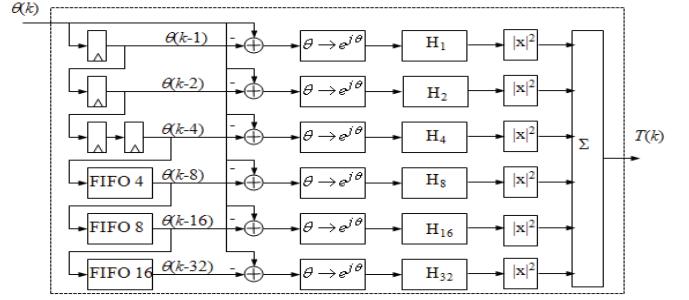 θ(k)
θ(k-1) - + θ → e^jθ H₁ |x|²
θ(k-2) - + θ → e^jθ H₂ |x|²
θ(k-4) - + θ → e^jθ H₄ |x|²
Σ T(k)
FIFO 4 θ(k-8) - + θ → e^jθ H₈ |x|²
FIFO 8 θ(k-16) - + θ → e^jθ H₁₆ |x|²
FIFO 16 θ(k-32) - + θ → e^jθ H₃₂ |x|²